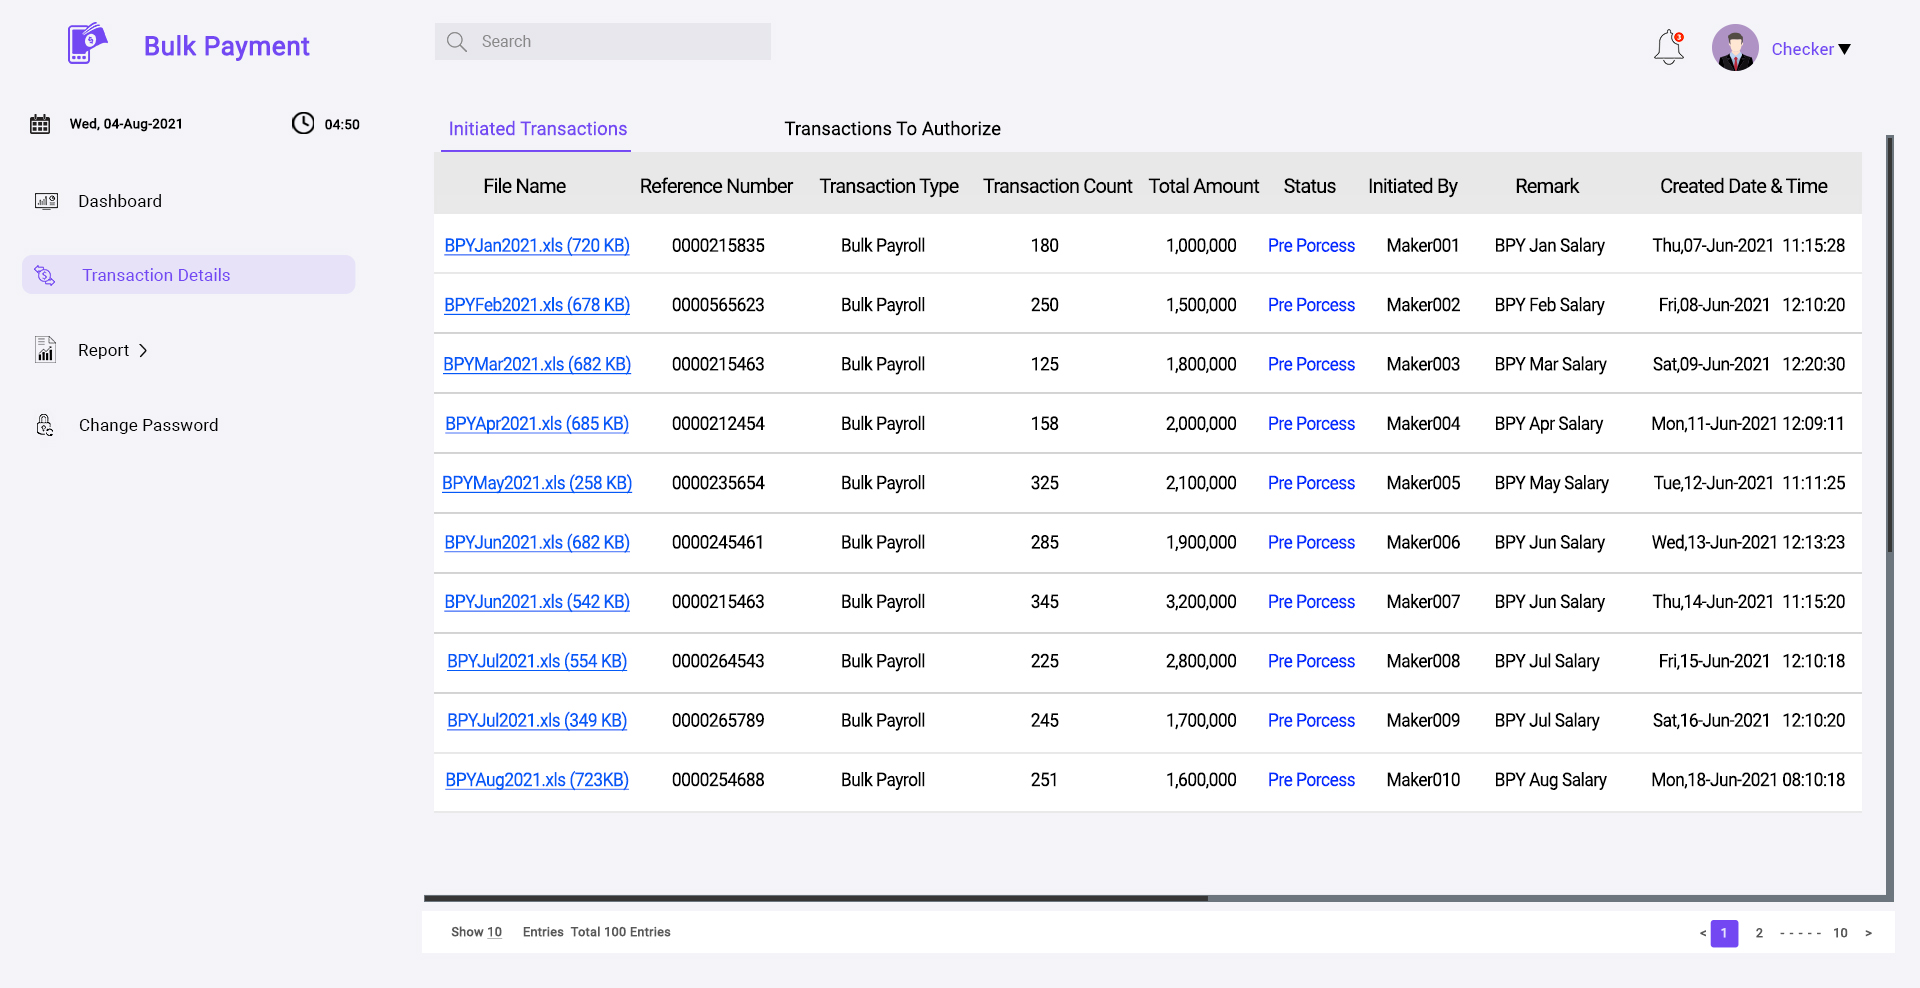 Bulk Payment
Search
3
Checker
Wed, 04-Aug-2021 04:50
Dashboard
Transaction Details
Report
Change Password
Initiated Transactions Transactions To Authorize
File Name Reference Number Transaction Type Transaction Count Total Amount Status Initiated By Remark Created Date & Time
BPYJan2021.xls (720 KB) 0000215835 Bulk Payroll 180 1,000,000 Pre Porcess Maker001 BPY Jan Salary Thu,07-Jun-2021 11:15:28
BPYFeb2021.xls (678 KB) 0000565623 Bulk Payroll 250 1,500,000 Pre Porcess Maker002 BPY Feb Salary Fri,08-Jun-2021 12:10:20
BPYMar2021.xls (682 KB) 0000215463 Bulk Payroll 125 1,800,000 Pre Porcess Maker003 BPY Mar Salary Sat,09-Jun-2021 12:20:30
BPYApr2021.xls (685 KB) 0000212454 Bulk Payroll 158 2,000,000 Pre Porcess Maker004 BPY Apr Salary Mon,11-Jun-2021 12:09:11
BPYMay2021.xls (258 KB) 0000235654 Bulk Payroll 325 2,100,000 Pre Porcess Maker005 BPY May Salary Tue,12-Jun-2021 11:11:25
BPYJun2021.xls (682 KB) 0000245461 Bulk Payroll 285 1,900,000 Pre Porcess Maker006 BPY Jun Salary Wed,13-Jun-2021 12:13:23
BPYJun2021.xls (542 KB) 0000215463 Bulk Payroll 345 3,200,000 Pre Porcess Maker007 BPY Jun Salary Thu,14-Jun-2021 11:15:20
BPYJul2021.xls (554 KB) 0000264543 Bulk Payroll 225 2,800,000 Pre Porcess Maker008 BPY Jul Salary Fri,15-Jun-2021 12:10:18
BPYJul2021.xls (349 KB) 0000265789 Bulk Payroll 245 1,700,000 Pre Porcess Maker009 BPY Jul Salary Sat,16-Jun-2021 12:10:20
BPYAug2021.xls (723KB) 0000254688 Bulk Payroll 251 1,600,000 Pre Porcess Maker010 BPY Aug Salary Mon,18-Jun-2021 08:10:18
Show 10 Entries Total 100 Entries
< 1 2 - - - - - 10 >